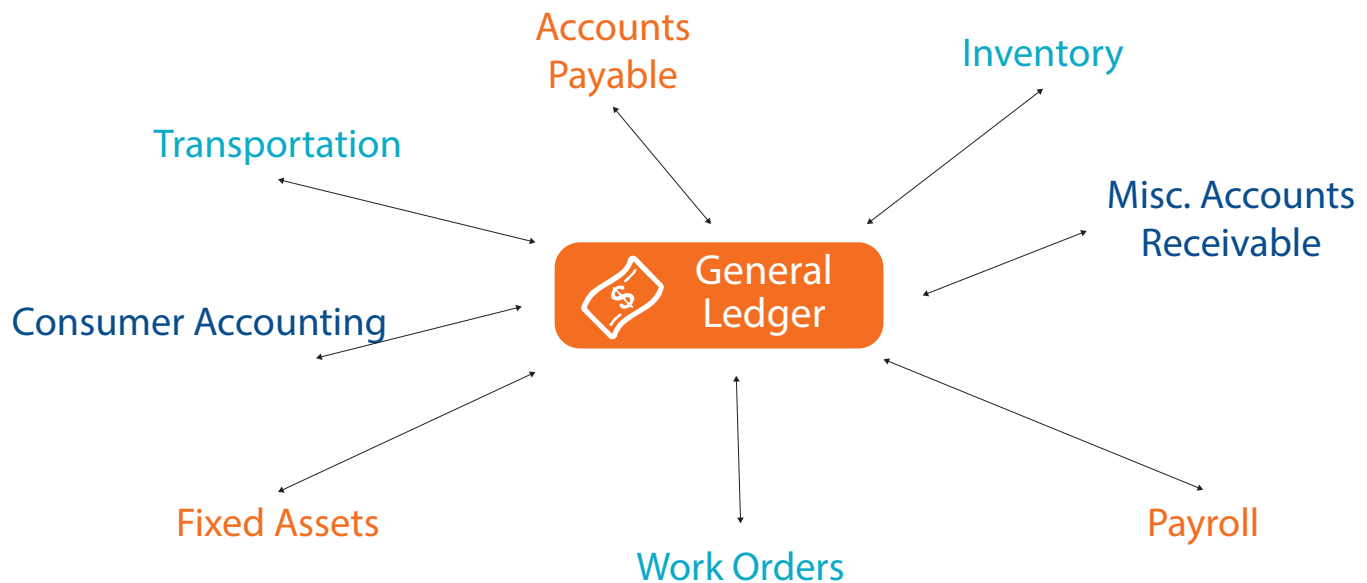 Accounts
Payable
Inventory
Transportation
Misc. Accounts
Receivable
$
General
Ledger
Consumer Accounting
Fixed Assets
Payroll
Work Orders